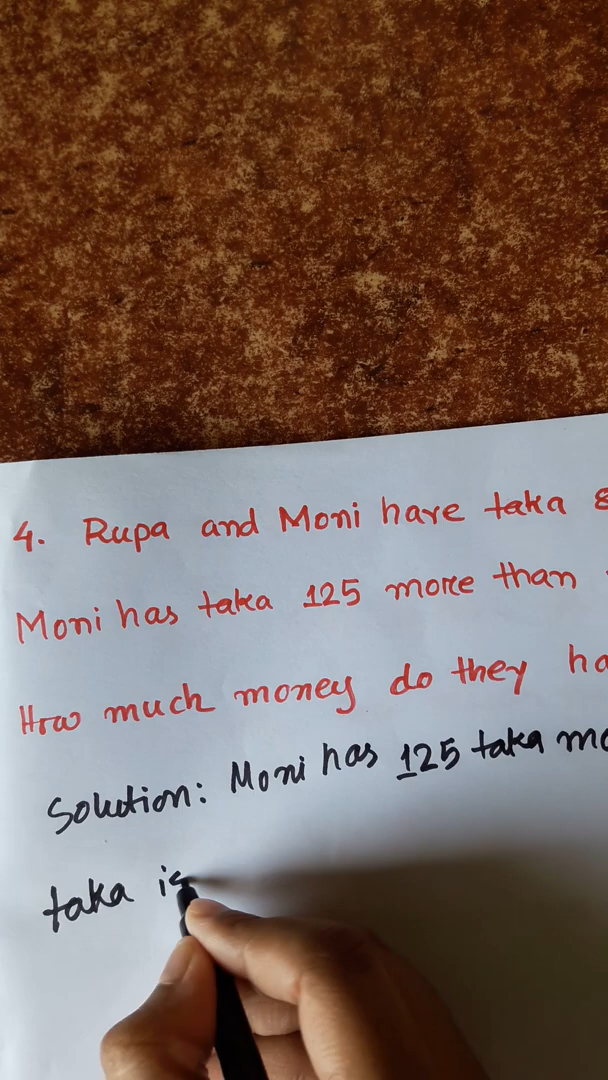 4. Rupa and Moni have taka
Moni has taka 125 more than
How much money do they
Solution: Moni has 125 taka
taka is